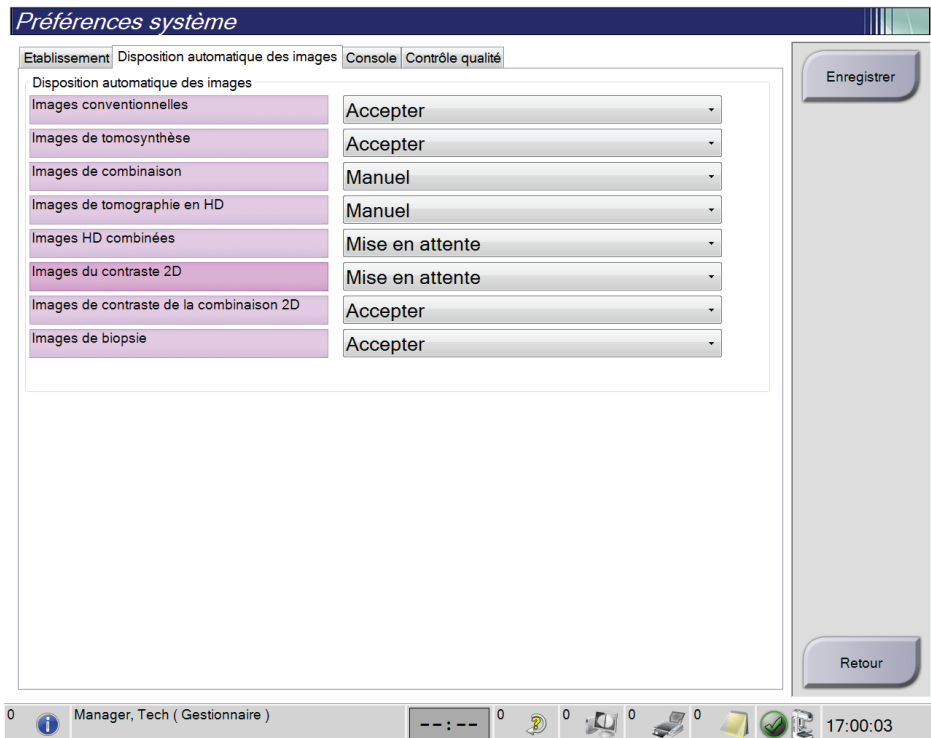 Préférences système
Etablissement Disposition automatique des images Console Contrôle qualité
Enregistrer
Disposition automatique des images
Images conventionnelles Accepter
Images de tomosynthèse Accepter
Images de combinaison Manuel
Images de tomographie en HD Manuel
Images HD combinées Mise en attente
Images du contraste 2D Mise en attente
Images de contraste de la combinaison 2D Accepter
Images de biopsie Accepter
Retour
0 Manager, Tech ( Gestionnaire ) --:-- 0 0 0 0 17:00:03